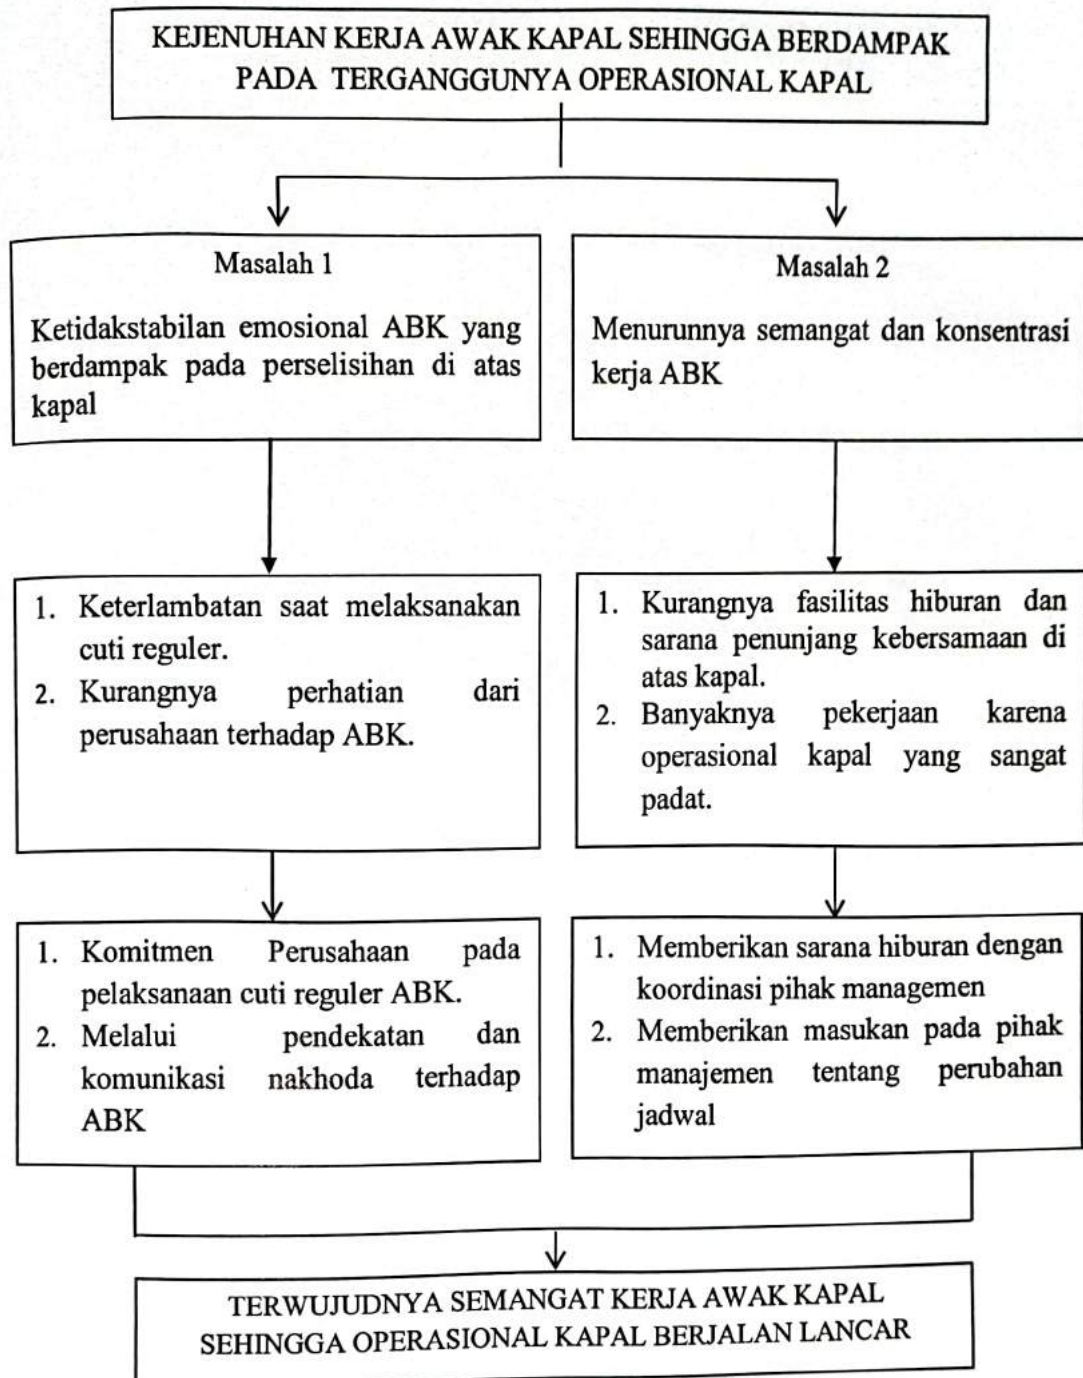 KEJENUHAN KERJA AWAK KAPAL SEHINGGA BERDAMPAK
PADA TERGANGGUNYA OPERASIONAL KAPAL
Masalah 1
Ketidakstabilan emosional ABK yang
berdampak pada perselisihan di atas
kapal
Masalah 2
Menurunnya semangat dan konsentrasi
kerja ABK
1. Keterlambatan saat melaksanakan
cuti reguler.
2. Kurangnya perhatian dari
perusahaan terhadap ABK.
1. Kurangnya fasilitas hiburan dan
sarana penunjang kebersamaan di
atas kapal.
2. Banyaknya pekerjaan karena
operasional kapal yang sangat
padat.
1. Komitmen Perusahaan pada
pelaksanaan cuti reguler ABK.
2. Melalui pendekatan dan
komunikasi nakhoda terhadap
ABK
1. Memberikan sarana hiburan dengan
koordinasi pihak managemen
2. Memberikan masukan pada pihak
manajemen tentang perubahan
jadwal
TERWUJUDNYA SEMANGAT KERJA AWAK KAPAL
SEHINGGA OPERASIONAL KAPAL BERJALAN LANCAR